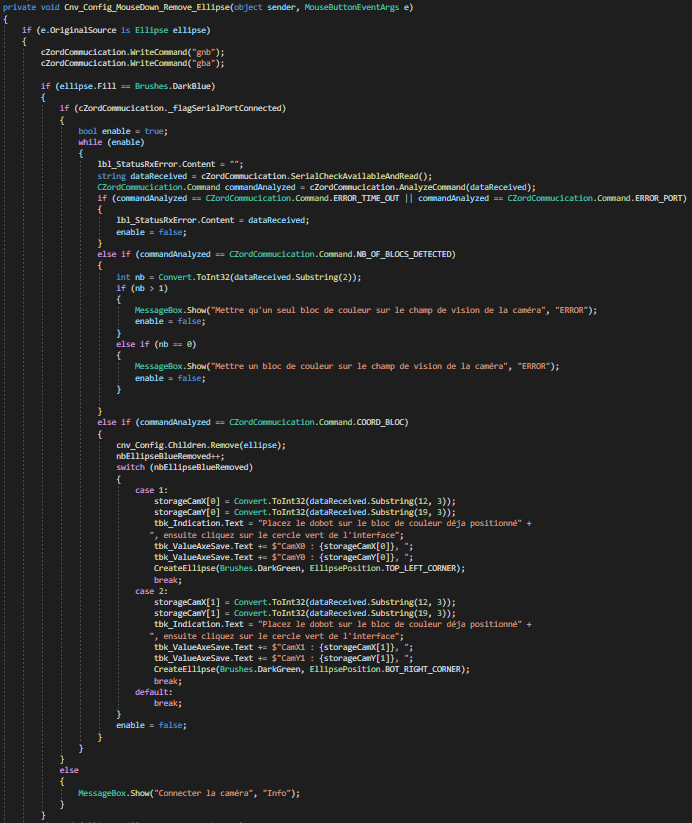 private void Cnv_Config_MouseDown_Remove_Ellipse(object sender, MouseButtonEventArgs e)
{
if (e.OriginalSource is Ellipse ellipse)
{
cZordCommucication.WriteCommand("gnb");
cZordCommucication.WriteCommand("gba");
if (ellipse.Fill == Brushes.DarkBlue)
{
if (cZordCommucication._flagSerialPortConnected)
{
bool enable = true;
while (enable)
{
lbl_StatusRxError.Content = "";
string dataReceived = cZordCommucication.SerialCheckAvailableAndRead();
CZordCommucication.Command commandAnalyzed = cZordCommucication.AnalyzeCommand(dataReceived);
if (commandAnalyzed == CZordCommucication.Command.ERROR_TIME_OUT || commandAnalyzed == CZordCommucication.Command.ERROR_PORT)
{
lbl_StatusRxError.Content = dataReceived;
enable = false;
}
else if (commandAnalyzed == CZordCommucication.Command.NB_OF_BLOCS_DETECTED)
{
int nb = Convert.ToInt32(dataReceived.Substring(2));
if (nb > 1)
{
MessageBox.Show("Mettre qu'un seul bloc de couleur sur le champ de vision de la caméra", "ERROR");
enable = false;
}
else if (nb == 0)
{
MessageBox.Show("Mettre un bloc de couleur sur le champ de vision de la caméra", "ERROR");
enable = false;
}
}
else if (commandAnalyzed == CZordCommucication.Command.COORD_BLOC)
{
cnv_Config.Children.Remove(ellipse);
nbEllipseBlueRemoved++;
switch (nbEllipseBlueRemoved)
{
case 1:
storageCamX[0] = Convert.ToInt32(dataReceived.Substring(12, 3));
storageCamY[0] = Convert.ToInt32(dataReceived.Substring(19, 3));
tbk_Indication.Text = "Placez le dobot sur le bloc de couleur déja positionné" +
", ensuite cliquez sur le cercle vert de l'interface";
tbk_ValueAxeSave.Text += $"CamX0 : {storageCamX[0]}, ";
tbk_ValueAxeSave.Text += $"CamY0 : {storageCamY[0]}, ";
CreateEllipse(Brushes.DarkGreen, EllipsePosition.TOP_LEFT_CORNER);
break;
case 2:
storageCamX[1] = Convert.ToInt32(dataReceived.Substring(12, 3));
storageCamY[1] = Convert.ToInt32(dataReceived.Substring(19, 3));
tbk_Indication.Text = "Placez le dobot sur le bloc de couleur déja positionné" +
", ensuite cliquez sur le cercle vert de l'interface";
tbk_ValueAxeSave.Text += $"CamX1 : {storageCamX[1]}, ";
tbk_ValueAxeSave.Text += $"CamY1 : {storageCamY[1]}, ";
CreateEllipse(Brushes.DarkGreen, EllipsePosition.BOT_RIGHT_CORNER);
break;
default:
break;
}
enable = false;
}
}
}
else
{
MessageBox.Show("Connecter la caméra", "Info");
}
}